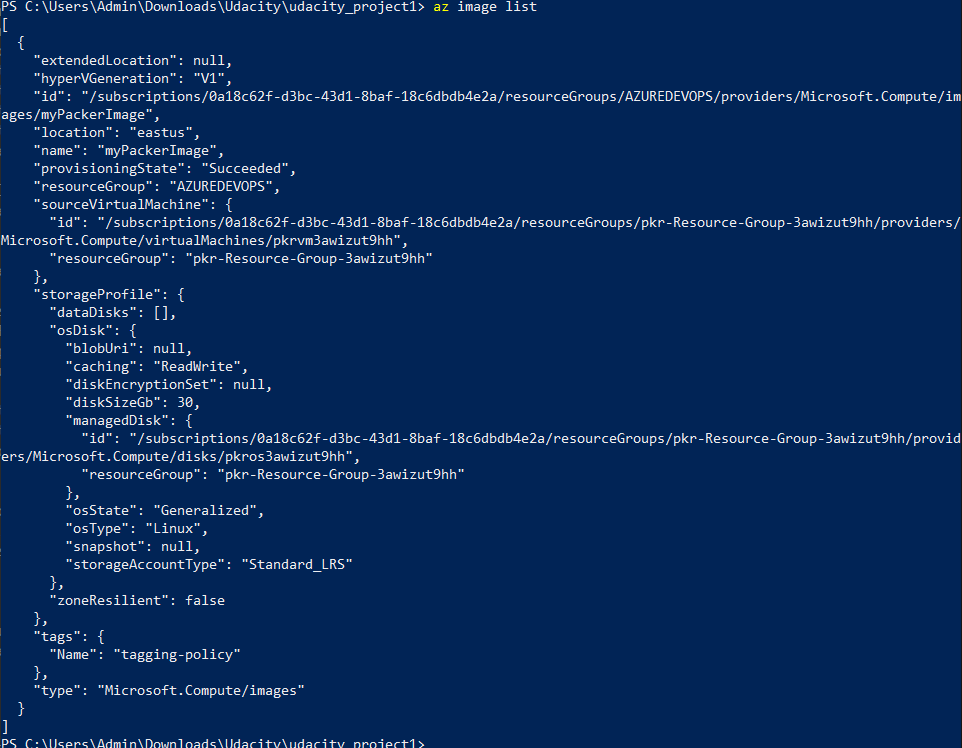 PS C:\Users\Admin\Downloads\Udacity\udacity_project1> az image list
[
  {
    "extendedLocation": null,
    "hyperVGeneration": "V1",
    "id": "/subscriptions/0a18c62f-d3bc-43d1-8baf-18c6dbdb4e2a/resourceGroups/AZUREDEVOPS/providers/Microsoft.Compute/im
ages/myPackerImage",
    "location": "eastus",
    "name": "myPackerImage",
    "provisioningState": "Succeeded",
    "resourceGroup": "AZUREDEVOPS",
    "sourceVirtualMachine": {
      "id": "/subscriptions/0a18c62f-d3bc-43d1-8baf-18c6dbdb4e2a/resourceGroups/pkr-Resource-Group-3awizut9hh/providers/
Microsoft.Compute/virtualMachines/pkrvm3awizut9hh",
      "resourceGroup": "pkr-Resource-Group-3awizut9hh"
    },
    "storageProfile": {
      "dataDisks": [],
      "osDisk": {
        "blobUri": null,
        "caching": "ReadWrite",
        "diskEncryptionSet": null,
        "diskSizeGb": 30,
        "managedDisk": {
          "id": "/subscriptions/0a18c62f-d3bc-43d1-8baf-18c6dbdb4e2a/resourceGroups/pkr-Resource-Group-3awizut9hh/provid
ers/Microsoft.Compute/disks/pkros3awizut9hh",
          "resourceGroup": "pkr-Resource-Group-3awizut9hh"
        },
        "osState": "Generalized",
        "osType": "Linux",
        "snapshot": null,
        "storageAccountType": "Standard_LRS"
      },
      "zoneResilient": false
    },
    "tags": {
      "Name": "tagging-policy"
    },
    "type": "Microsoft.Compute/images"
  }
]
PS C:\Users\Admin\Downloads\Udacity\udacity_project1>